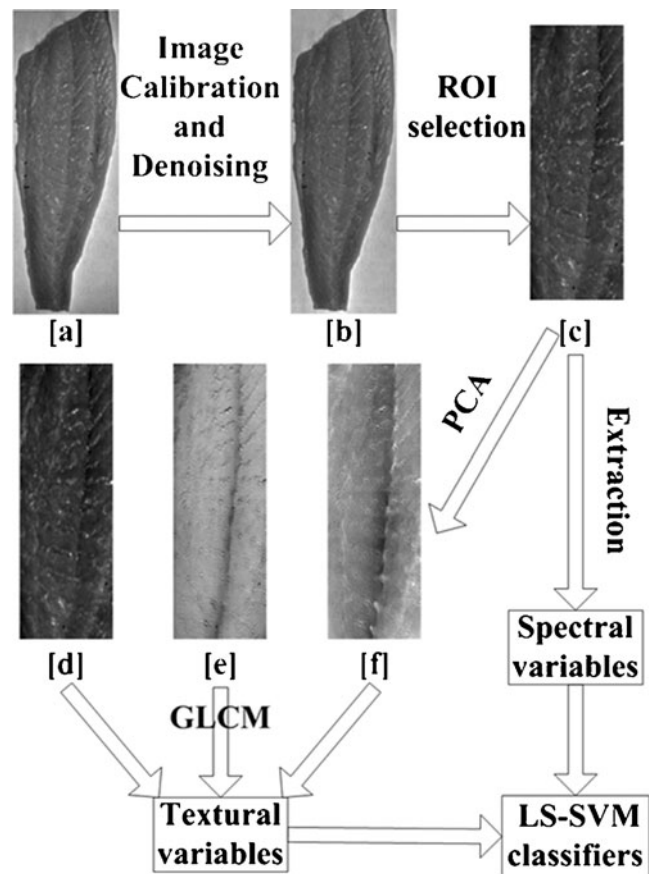 Image
Calibration
and
Denoising
ROI
selection
[a]
[b]
[c]
PCA
Extraction
[d]
[e]
[f]
Spectral
variables
GLCM
Textural
variables
LS-SVM
classifiers